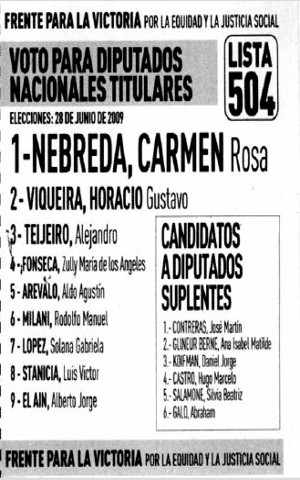 FRENTE PARA LA VICTORIA POR LA EQUIDAD Y LA JUSTICIA SOCIAL
VOTO PARA DIPUTADOS
NACIONALES TITULARES
LISTA
504
ELECCIONES: 28 DE JUNIO DE 2009
1-NEBREDA, CARMEN Rosa
2- VIQUEIRA, HORACIO Gustavo
3- TEIJEIRO, Alejandro
4- FONSECA, Zully María de los Angeles
5 - AREVALO, Aldo Agustín
6 - MILANI, Rodolfo Manuel
7 - LOPEZ, Solana Gabriela
8 - STANICIA, Luis Víctor
9 - EL AIN, Alberto Jorge
CANDIDATOS
A DIPUTADOS
SUPLENTES
1.- CONTRERAS, José Martín
2.- GUNEUR BERNE, Ana Isabel Matilde
3.- KOIFMAN, Daniel Jorge
4.- CASTRO, Hugo Marcelo
5.- SALAMONE, Silvia Beatriz
6.- GALO, Abraham
FRENTE PARA LA VICTORIA POR LA EQUIDAD Y LA JUSTICIA SOCIAL